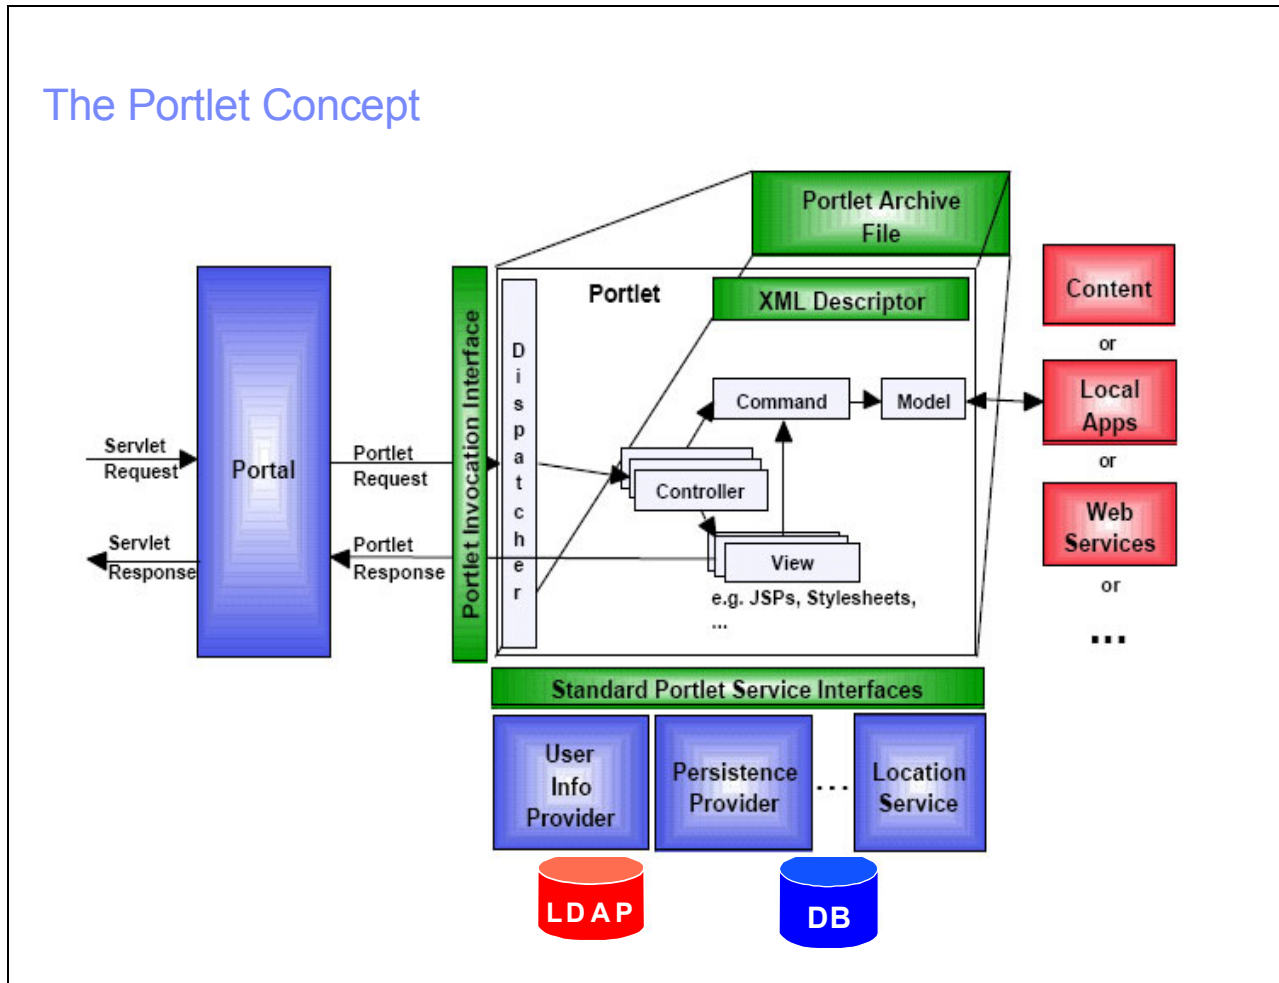 The Portlet Concept
Portlet Archive
File
Portlet
XML Descriptor
Content
or
Portlet Invocation Interface
Dispatcher
Command
Model
Local
Apps
or
Servlet
Request
Portal
Portlet
Request
Controller
Web
Services
or
...
Servlet
Response
Portlet
Response
View
e.g. JSPs, Stylesheets,
...
Standard Portlet Service Interfaces
User
Info
Provider
Persistence
Provider
...
Location
Service
LDAP
DB